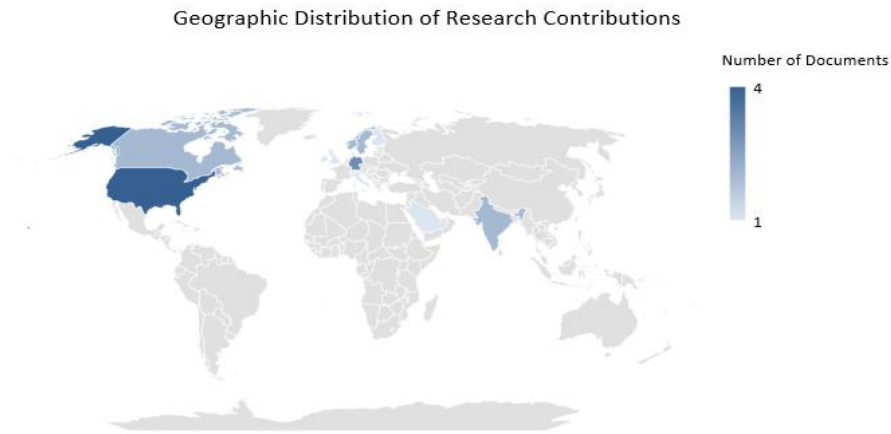 Geographic Distribution of Research Contributions
Number of Documents
4
1